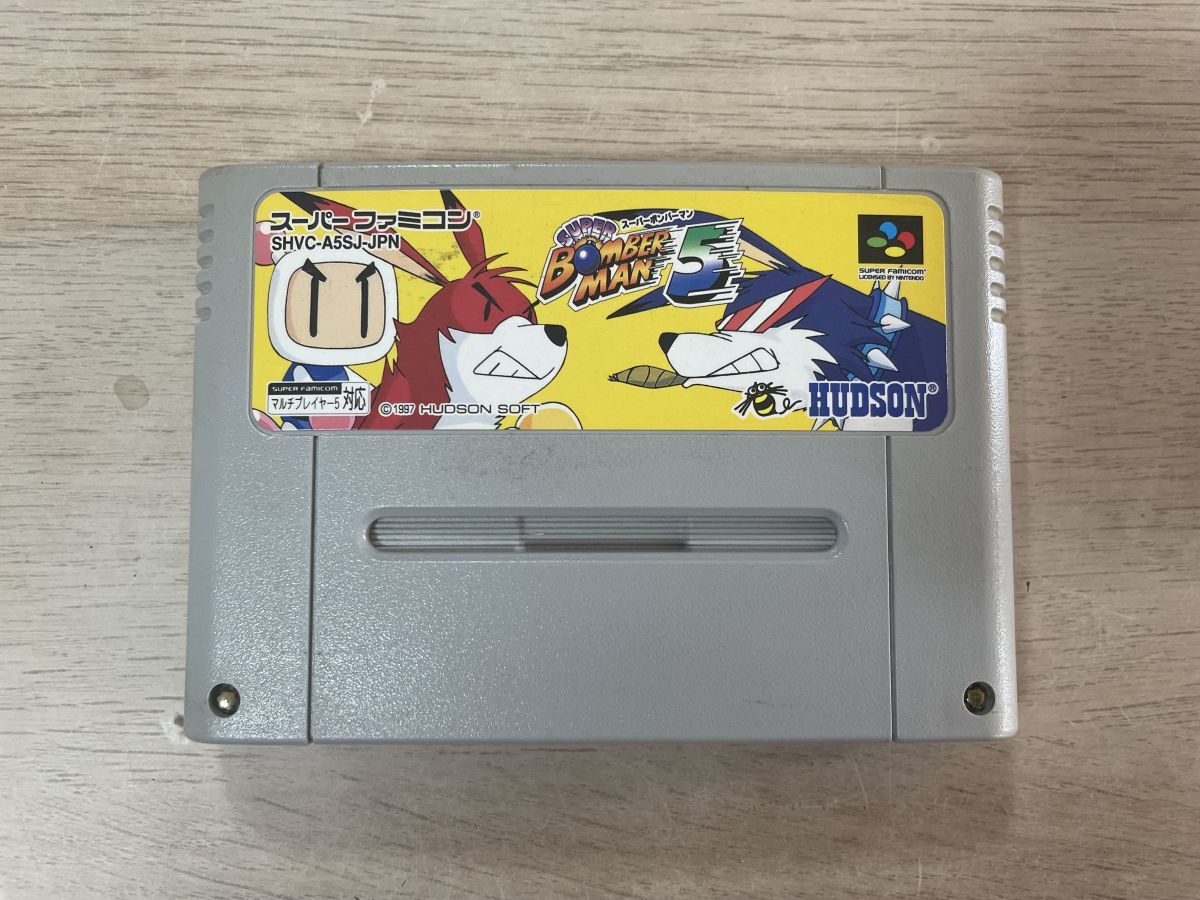 スーパーファミコン®
SHVC-A5SJ-JPN
スーパーボンバーマン
SUPER
BOMBER
MAN
5
SUPER FAMICOM®
LICENSED BY NINTENDO
SUPER FAMICOM
マルチプレイヤー5 対応
©1997 HUDSON SOFT
HUDSON®